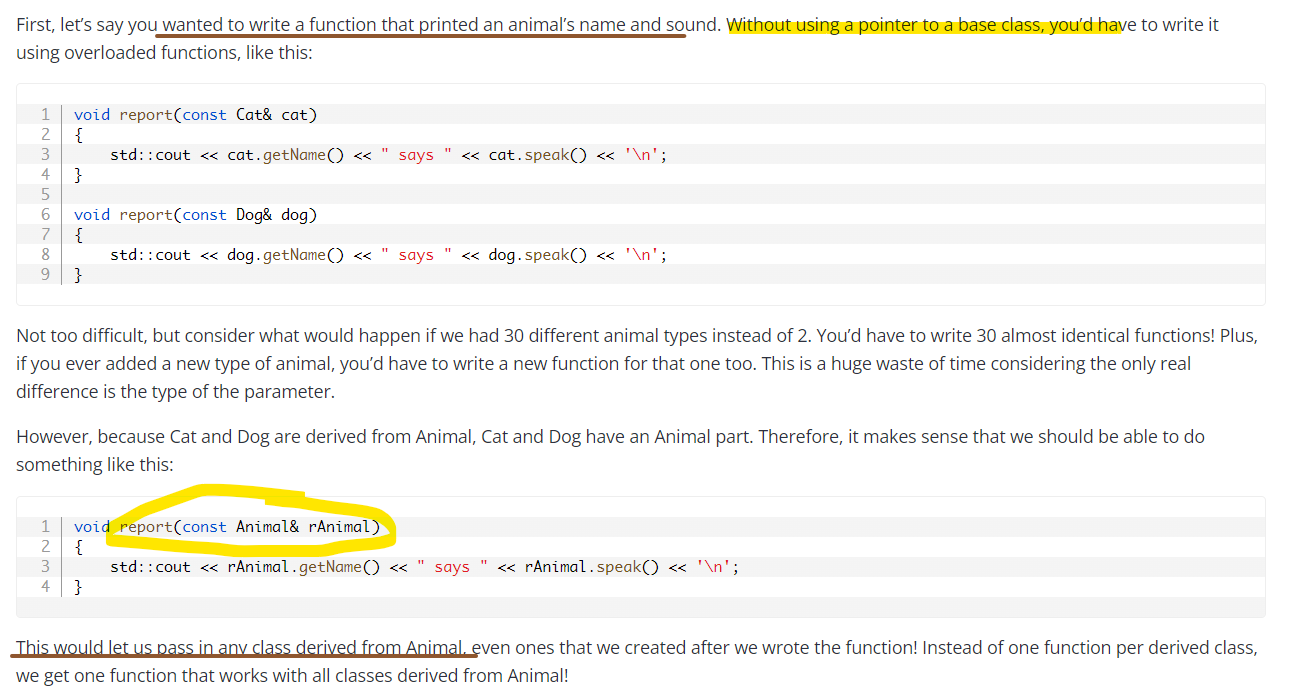 First, let’s say you wanted to write a function that printed an animal’s name and sound. Without using a pointer to a base class, you’d have to write it
using overloaded functions, like this:
1 void report(const Cat& cat)
2 {
3     std::cout << cat.getName() << " says " << cat.speak() << '\n';
4 }
5
6 void report(const Dog& dog)
7 {
8     std::cout << dog.getName() << " says " << dog.speak() << '\n';
9 }
Not too difficult, but consider what would happen if we had 30 different animal types instead of 2. You’d have to write 30 almost identical functions! Plus,
if you ever added a new type of animal, you’d have to write a new function for that one too. This is a huge waste of time considering the only real
difference is the type of the parameter.
However, because Cat and Dog are derived from Animal, Cat and Dog have an Animal part. Therefore, it makes sense that we should be able to do
something like this:
1 void report(const Animal& rAnimal)
2 {
3     std::cout << rAnimal.getName() << " says " << rAnimal.speak() << '\n';
4 }
This would let us pass in any class derived from Animal, even ones that we created after we wrote the function! Instead of one function per derived class,
we get one function that works with all classes derived from Animal!